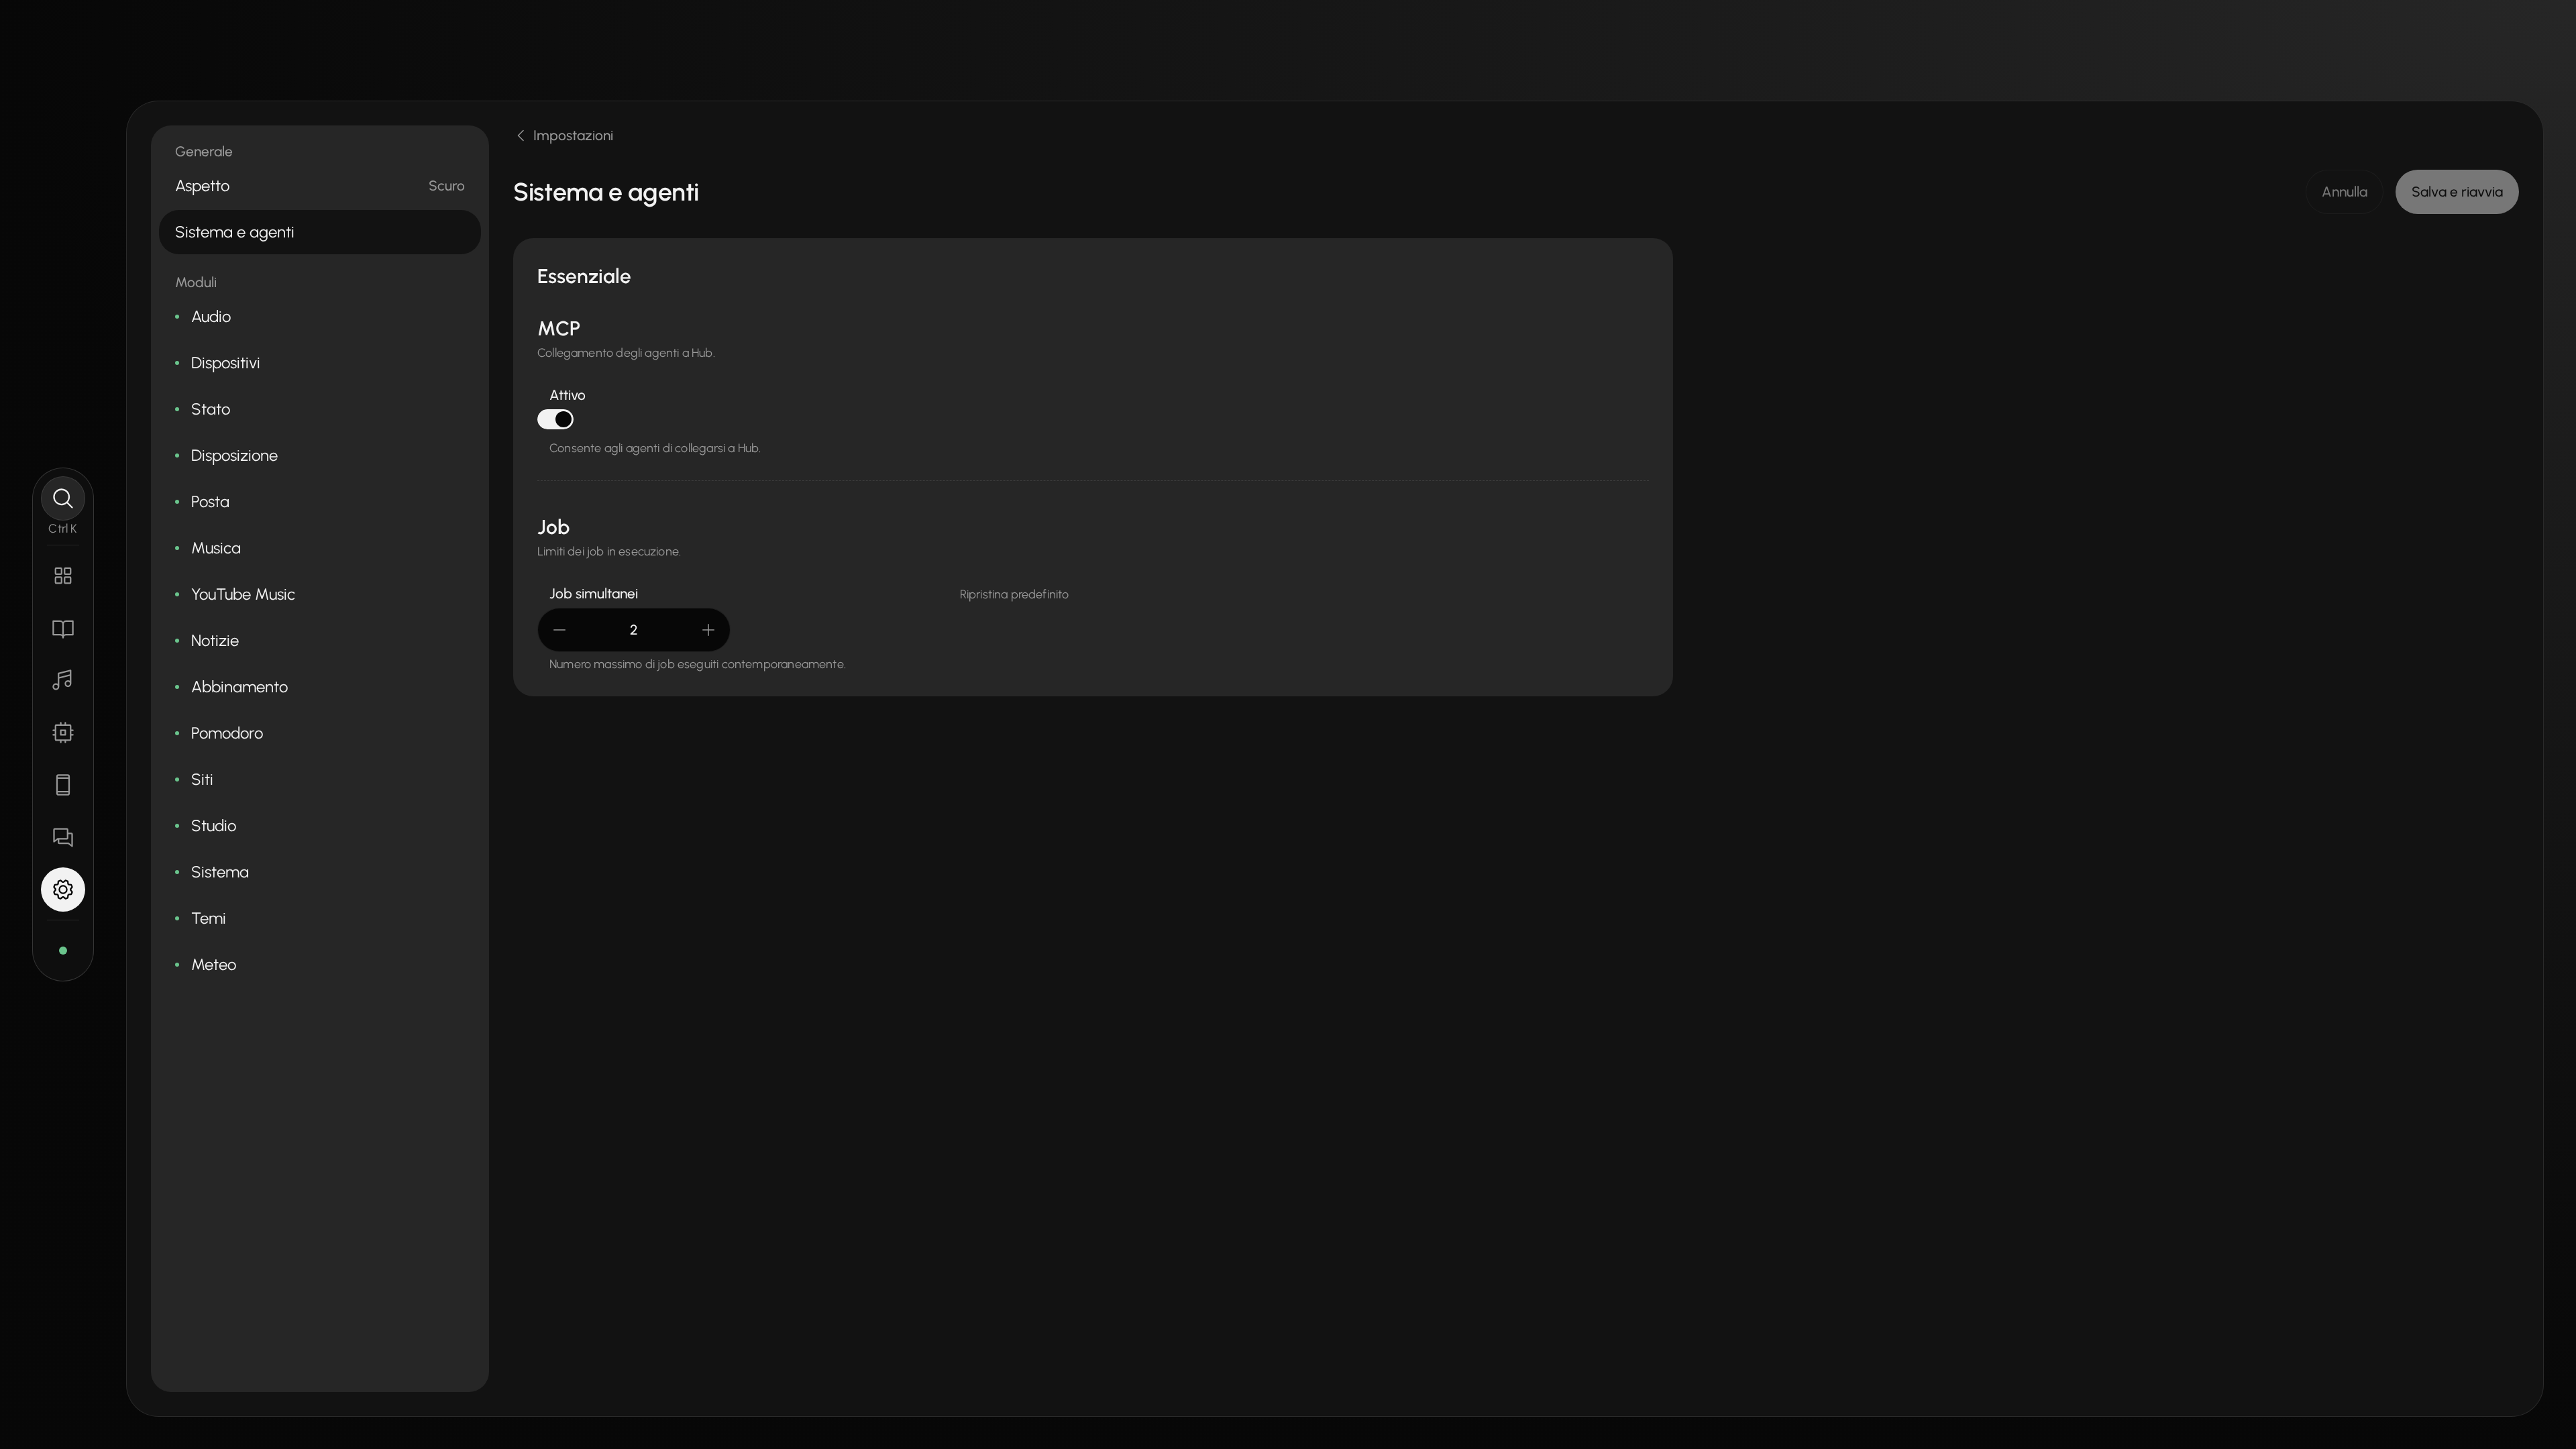 Ctrl K
Generale
Aspetto Scuro
Sistema e agenti
Moduli
Audio
Dispositivi
Stato
Disposizione
Posta
Musica
YouTube Music
Notizie
Abbinamento
Pomodoro
Siti
Studio
Sistema
Temi
Meteo
Impostazioni
Sistema e agenti
Annulla
Salva e riavvia
Essenziale
MCP
Collegamento degli agenti a Hub.
Attivo
Consente agli agenti di collegarsi a Hub.
Job
Limiti dei job in esecuzione.
Job simultanei Ripristina predefinito
2
Numero massimo di job eseguiti contemporaneamente.